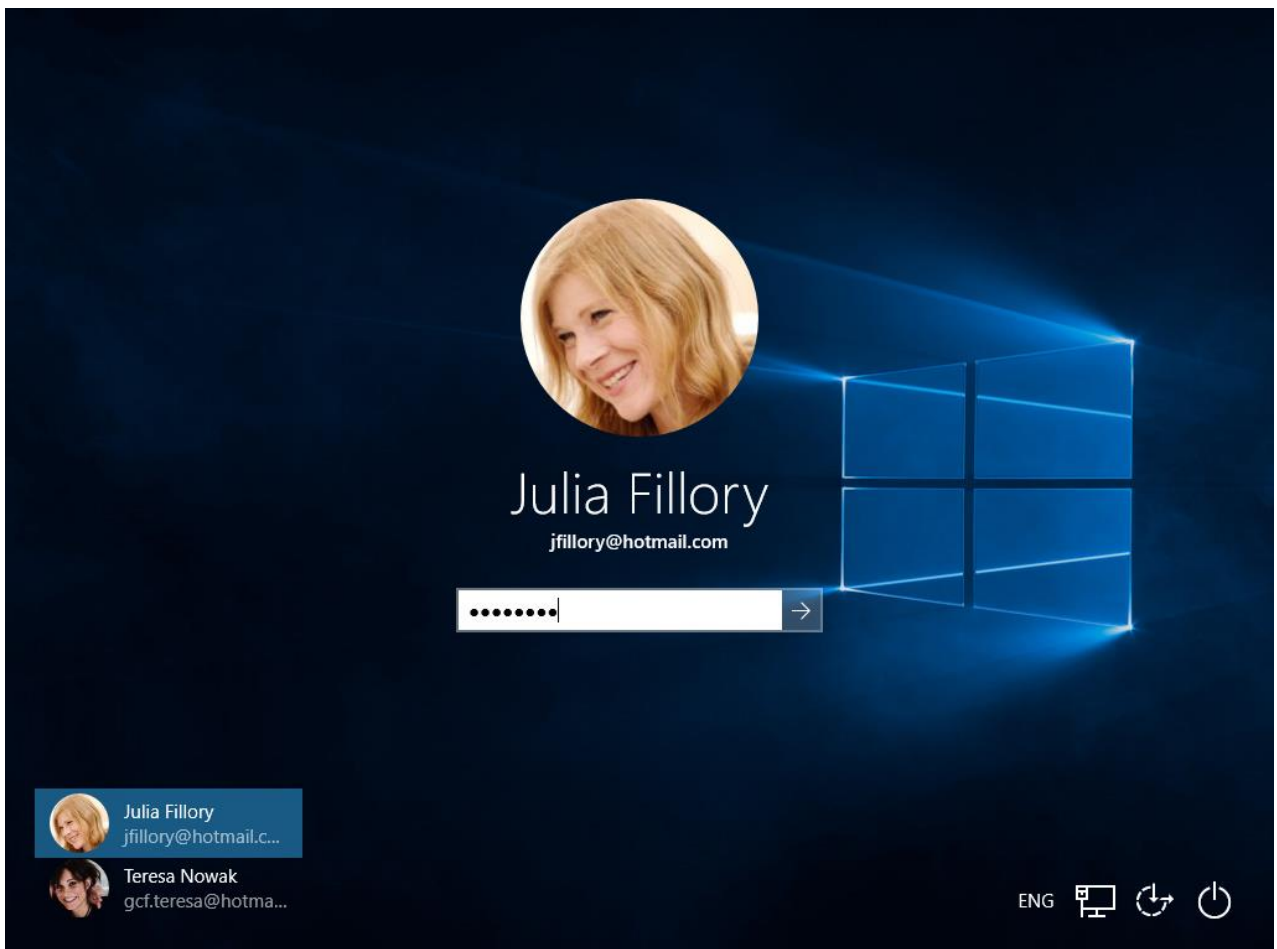 Julia Fillory
jfillory@hotmail.com
Julia Fillory
jfillory@hotmail.c...
Teresa Nowak
gcf.teresa@hotma...
ENG